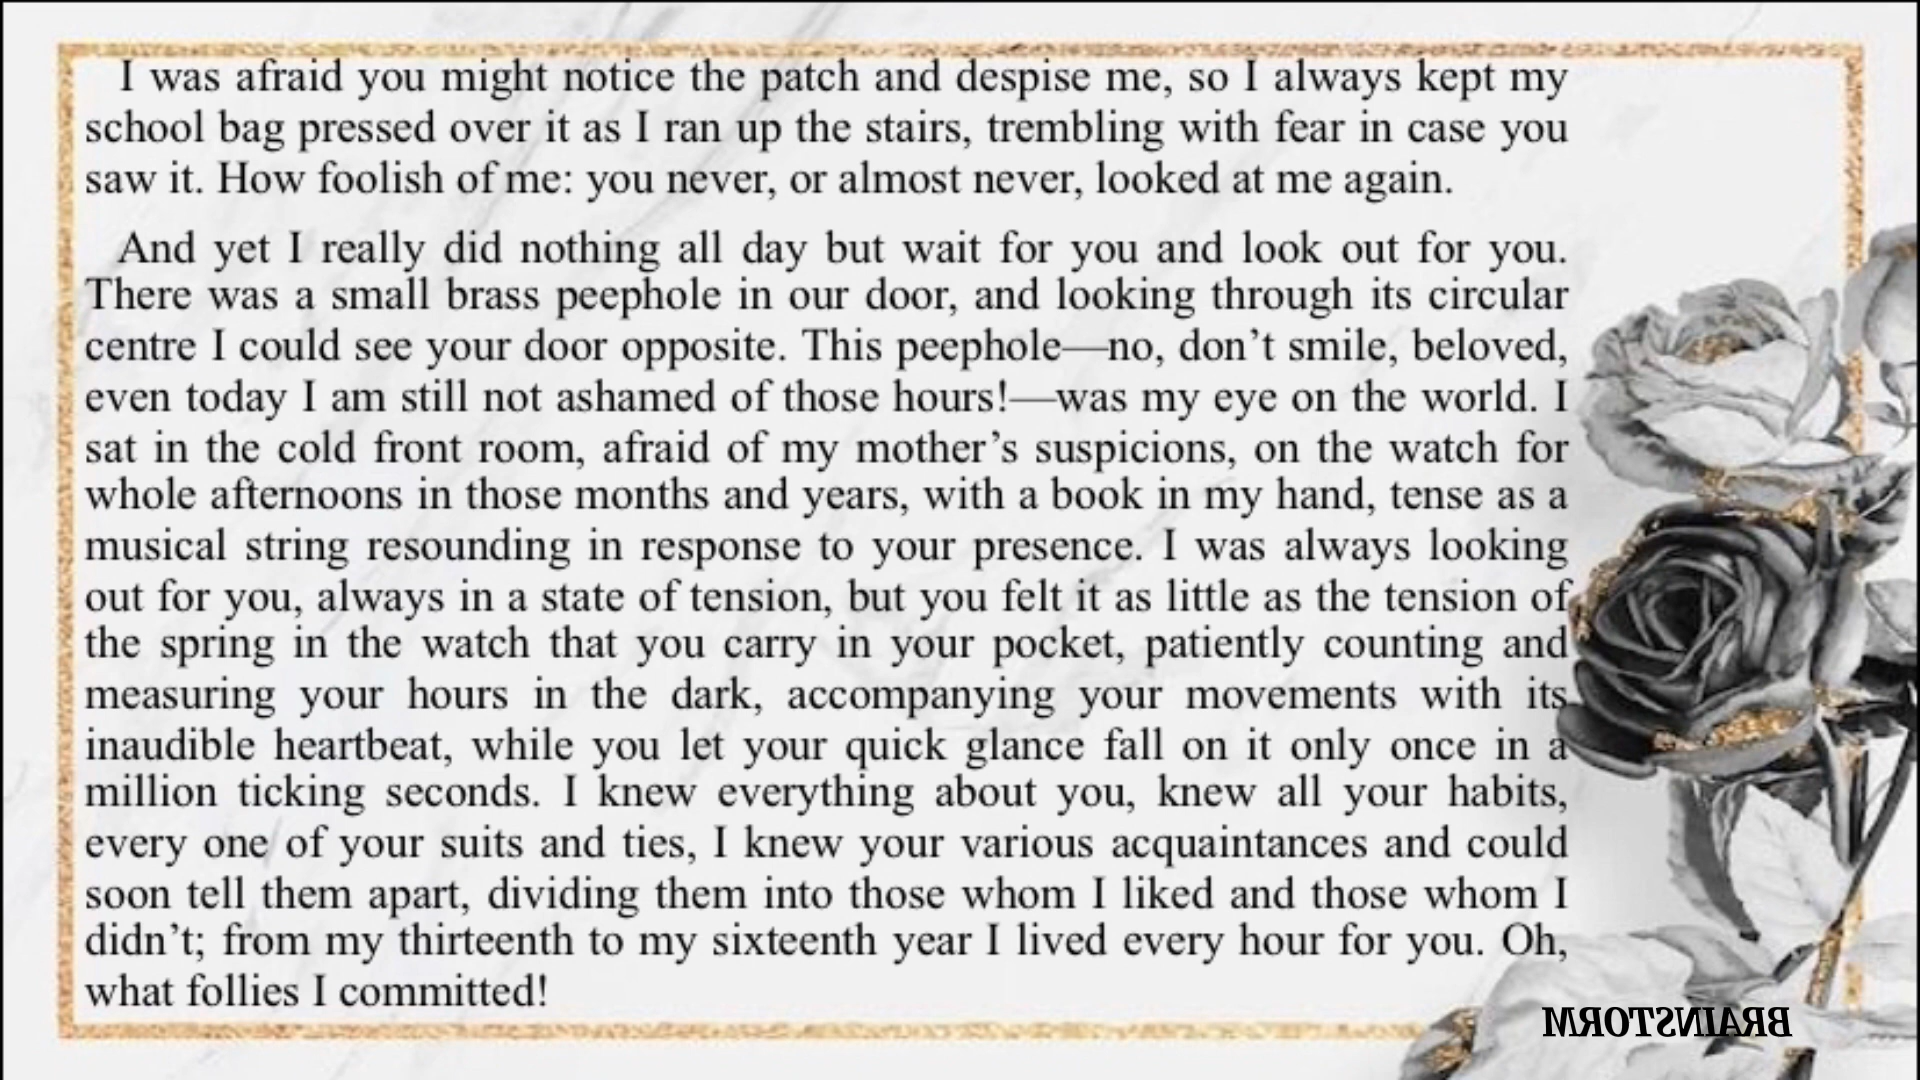 I was afraid you might notice the patch and despise me, so I always kept my
school bag pressed over it as I ran up the stairs, trembling with fear in case you
saw it. How foolish of me: you never, or almost never, looked at me again.
And yet I really did nothing all day but wait for you and look out for you.
There was a small brass peephole in our door, and looking through its circular
centre I could see your door opposite. This peephole—no, don’t smile, beloved,
even today I am still not ashamed of those hours!—was my eye on the world. I
sat in the cold front room, afraid of my mother’s suspicions, on the watch for
whole afternoons in those months and years, with a book in my hand, tense as a
musical string resounding in response to your presence. I was always looking
out for you, always in a state of tension, but you felt it as little as the tension of
the spring in the watch that you carry in your pocket, patiently counting and
measuring your hours in the dark, accompanying your movements with its
inaudible heartbeat, while you let your quick glance fall on it only once in a
million ticking seconds. I knew everything about you, knew all your habits,
every one of your suits and ties, I knew your various acquaintances and could
soon tell them apart, dividing them into those whom I liked and those whom I
didn’t; from my thirteenth to my sixteenth year I lived every hour for you. Oh,
what follies I committed!
BRAINSTORM